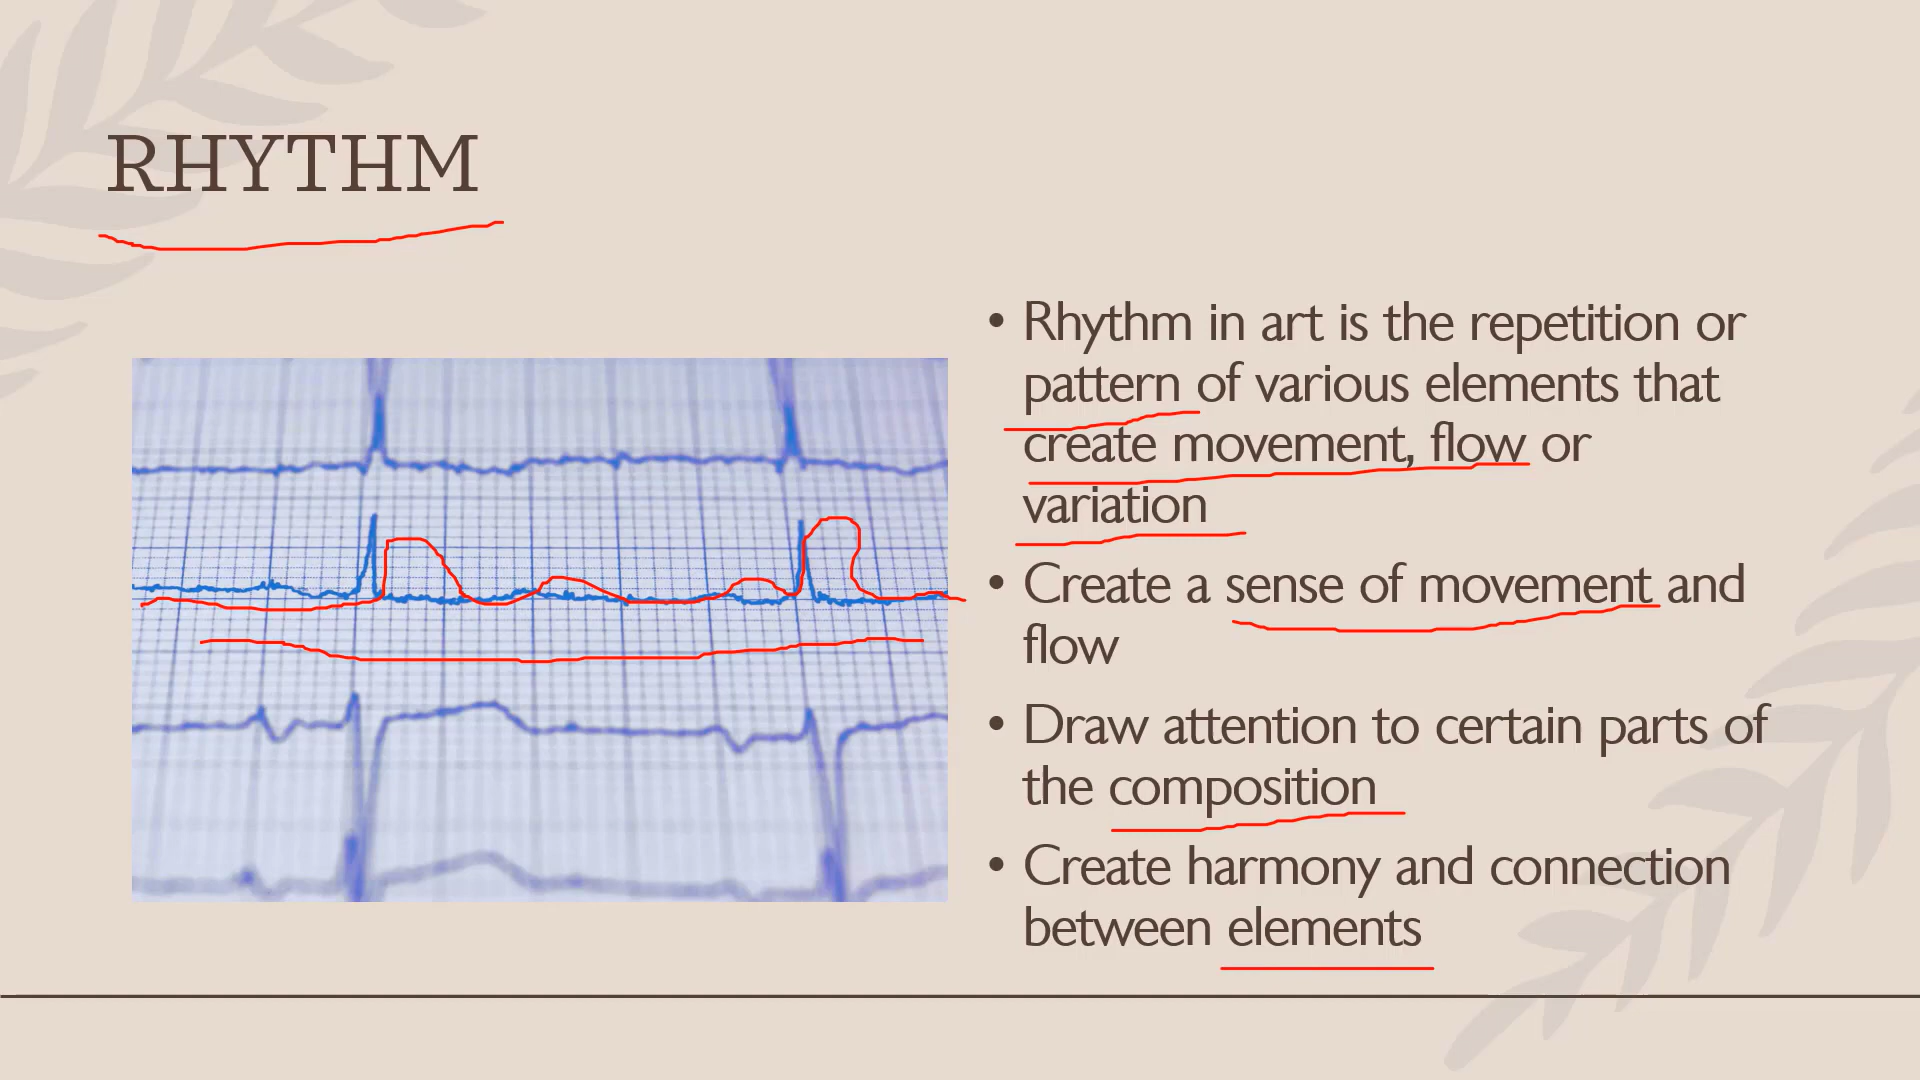 RHYTHM
• Rhythm in art is the repetition or
pattern of various elements that
create movement, flow or
variation
• Create a sense of movement and
flow
• Draw attention to certain parts of
the composition
• Create harmony and connection
between elements